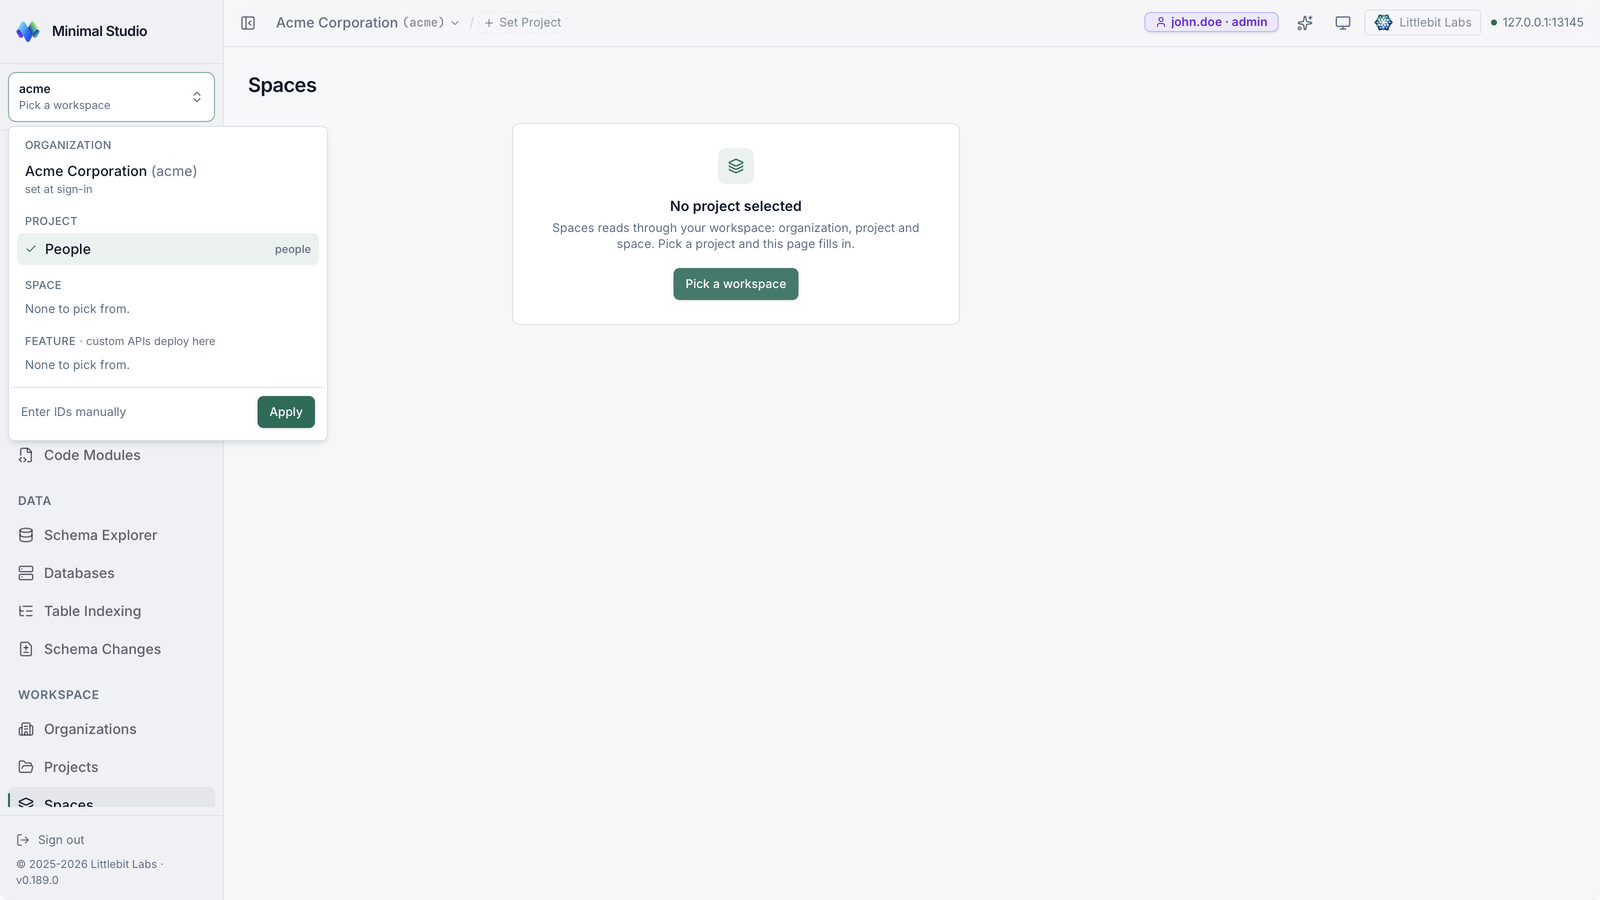 Minimal Studio
Acme Corporation (acme)
/
+ Set Project
john.doe · admin
Littlebit Labs
127.0.0.1:13145
acme
Pick a workspace
ORGANIZATION
Acme Corporation (acme)
set at sign-in
PROJECT
People
people
SPACE
None to pick from.
FEATURE · custom APIs deploy here
None to pick from.
Enter IDs manually
Apply
Code Modules
DATA
Schema Explorer
Databases
Table Indexing
Schema Changes
WORKSPACE
Organizations
Projects
Spaces
Sign out
© 2025-2026 Littlebit Labs ·
v0.189.0
Spaces
No project selected
Spaces reads through your workspace: organization, project and
space. Pick a project and this page fills in.
Pick a workspace